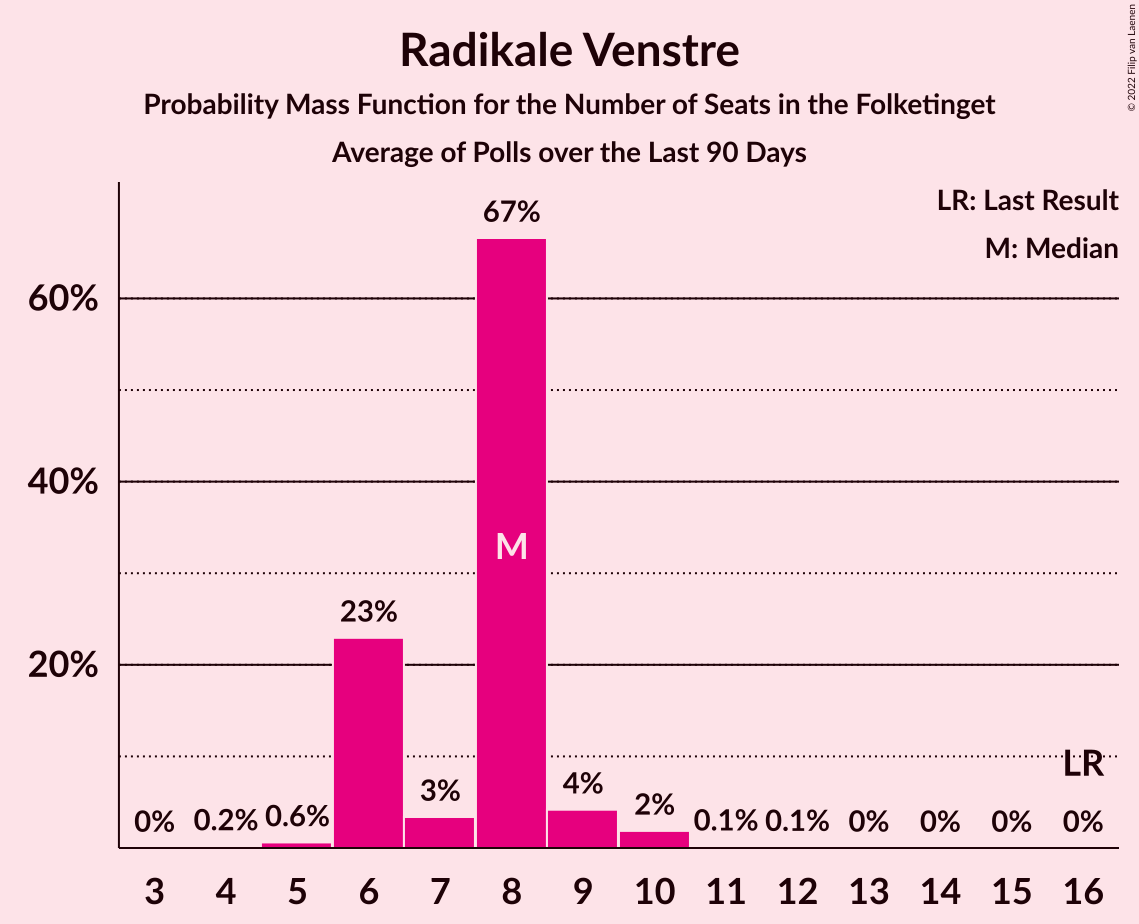 Radikale Venstre
Probability Mass Function for the Number of Seats in the Folketinget
Average of Polls over the Last 90 Days
© 2022 Filip van Laenen
LR: Last Result
M: Median
67%
60%
40%
M
23%
20%
LR
4%
3%
2%
0% 0.2% 0.6% 0.1% 0.1% 0% 0% 0% 0%
3 4 5 6 7 8 9 10 11 12 13 14 15 16